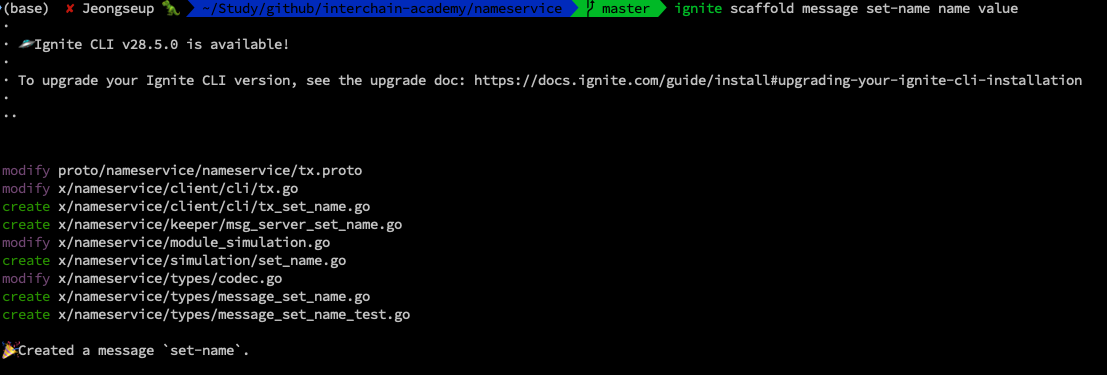 (base) ✘ Jeongseup 🦖 ~/Study/github/interchain-academy/nameservice master ignite scaffold message set-name name value
·
· 🛸Ignite CLI v28.5.0 is available!
·
· To upgrade your Ignite CLI version, see the upgrade doc: https://docs.ignite.com/guide/install#upgrading-your-ignite-cli-installation
·
··
modify proto/nameservice/nameservice/tx.proto
modify x/nameservice/client/cli/tx.go
create x/nameservice/client/cli/tx_set_name.go
create x/nameservice/keeper/msg_server_set_name.go
modify x/nameservice/module_simulation.go
create x/nameservice/simulation/set_name.go
modify x/nameservice/types/codec.go
create x/nameservice/types/message_set_name.go
create x/nameservice/types/message_set_name_test.go
🎉Created a message `set-name`.